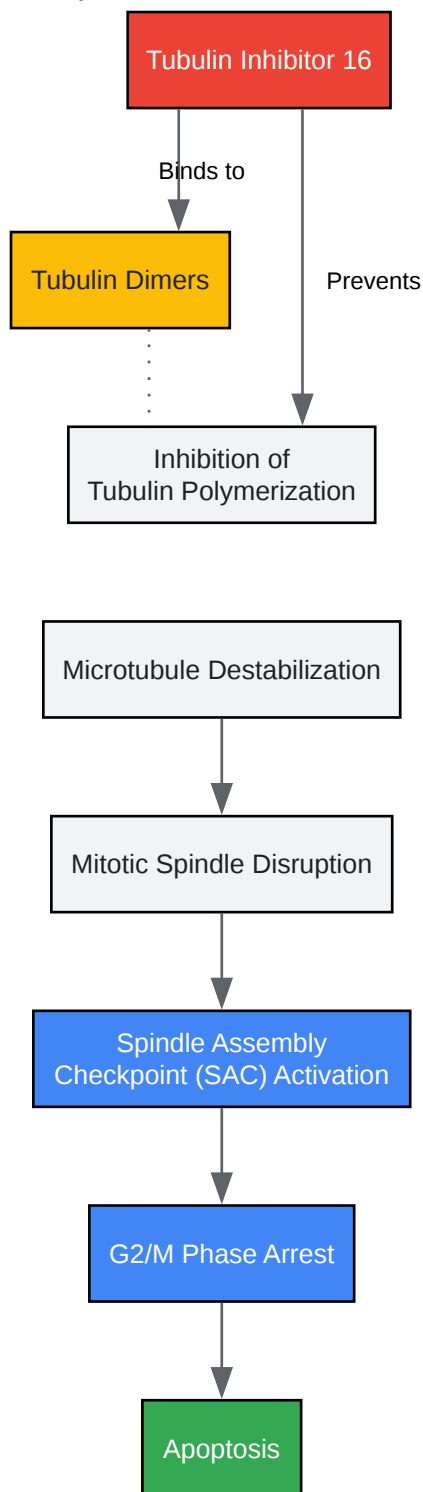 Tubulin Inhibitor 16
Binds to
Tubulin Dimers
Prevents
Inhibition of
Tubulin Polymerization
Microtubule Destabilization
Mitotic Spindle Disruption
Spindle Assembly
Checkpoint (SAC) Activation
G2/M Phase Arrest
Apoptosis